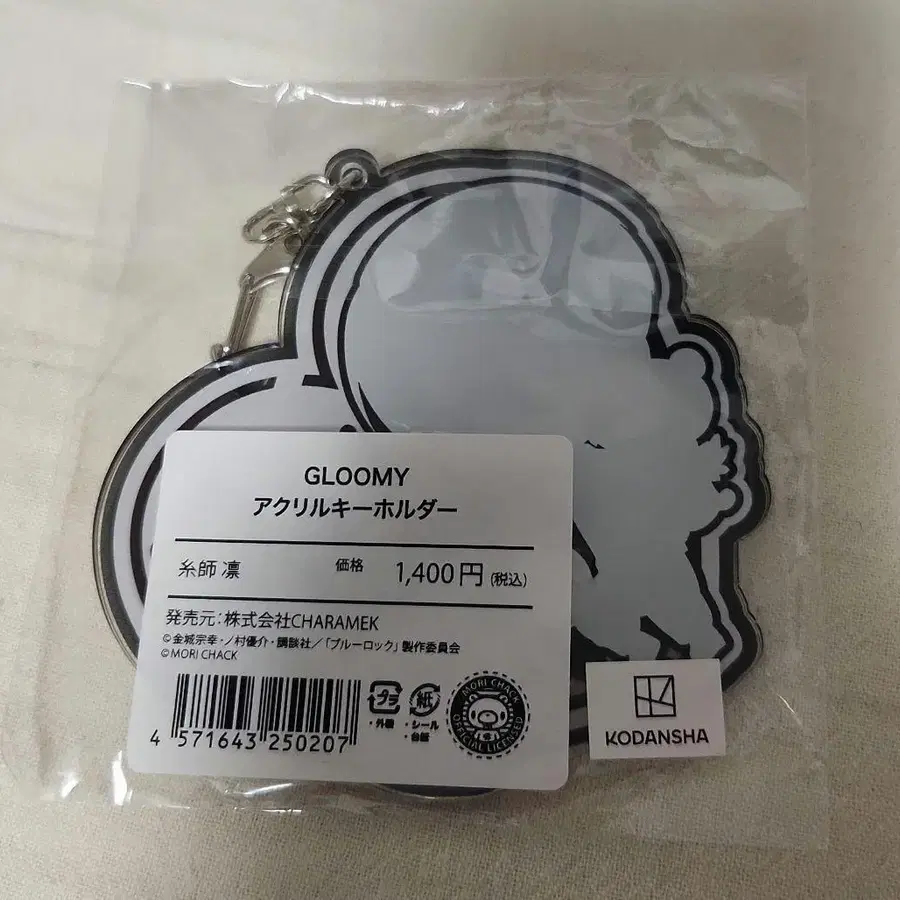 GLOOMY
アクリルキーホルダー
糸師 凛 価格 1,400円(税込)
発売元:株式会社CHARAMEK
©金城宗幸・ノ村優介・講談社/「ブルーロック」製作委員会
©MORI CHACK
4 571643 250207
プラ
・外装
紙
・シール
・台紙
MORI CHACK
OFFICIAL LICENSED
KODANSHA